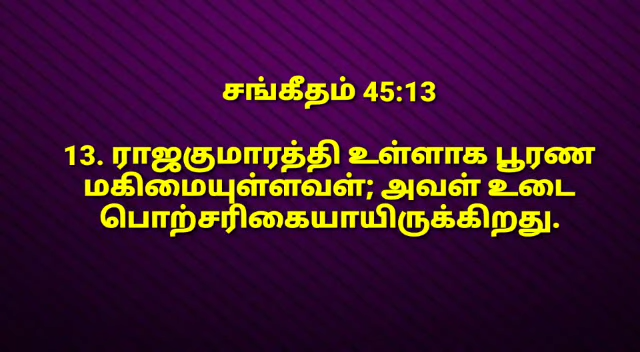 சங்கீதம் 45:13
13. ராஜகுமாரத்தி உள்ளாக பூரண
மகிமையுள்ளவள்; அவள் உடை
பொற்சரிகையாயிருக்கிறது.